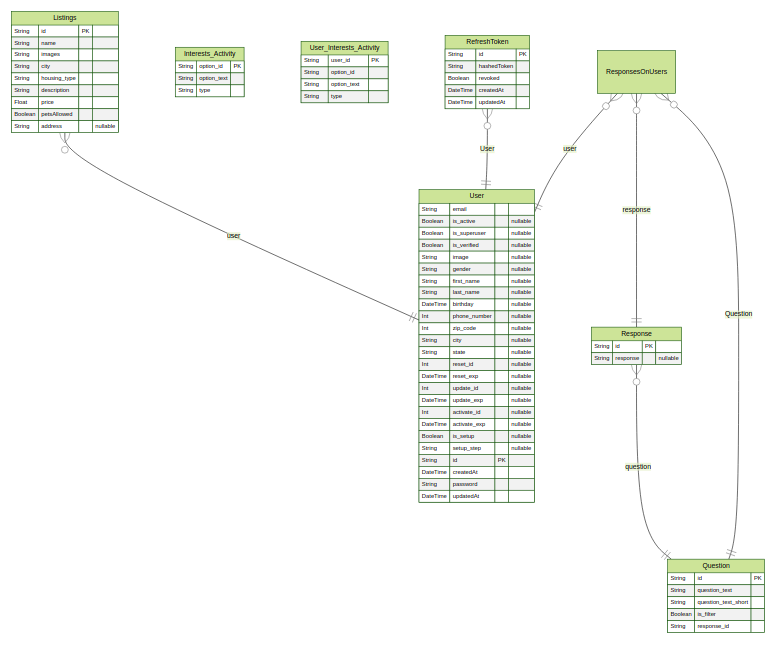 Listings
String id PK
String name
String images
String city
String housing_type
String description
Float price
Boolean petsAllowed
String address nullable
Interests_Activity
String option_id PK
String option_text
String type
User_Interests_Activity
String user_id PK
String option_id
String option_text
String type
RefreshToken
String id PK
String hashedToken
Boolean revoked
DateTime createdAt
DateTime updatedAt
ResponsesOnUsers
User
user
response
user
Question
User
String email
Boolean is_active nullable
Boolean is_superuser nullable
Boolean is_verified nullable
String image nullable
String gender nullable
String first_name nullable
String last_name nullable
DateTime birthday nullable
Int phone_number nullable
Int zip_code nullable
String city nullable
String state nullable
Int reset_id nullable
DateTime reset_exp nullable
Int update_id nullable
DateTime update_exp nullable
Int activate_id nullable
DateTime activate_exp nullable
Boolean is_setup nullable
String setup_step nullable
String id PK
DateTime createdAt
String password
DateTime updatedAt
Response
String id PK
String response nullable
question
Question
String id PK
String question_text
String question_text_short
Boolean is_filter
String response_id